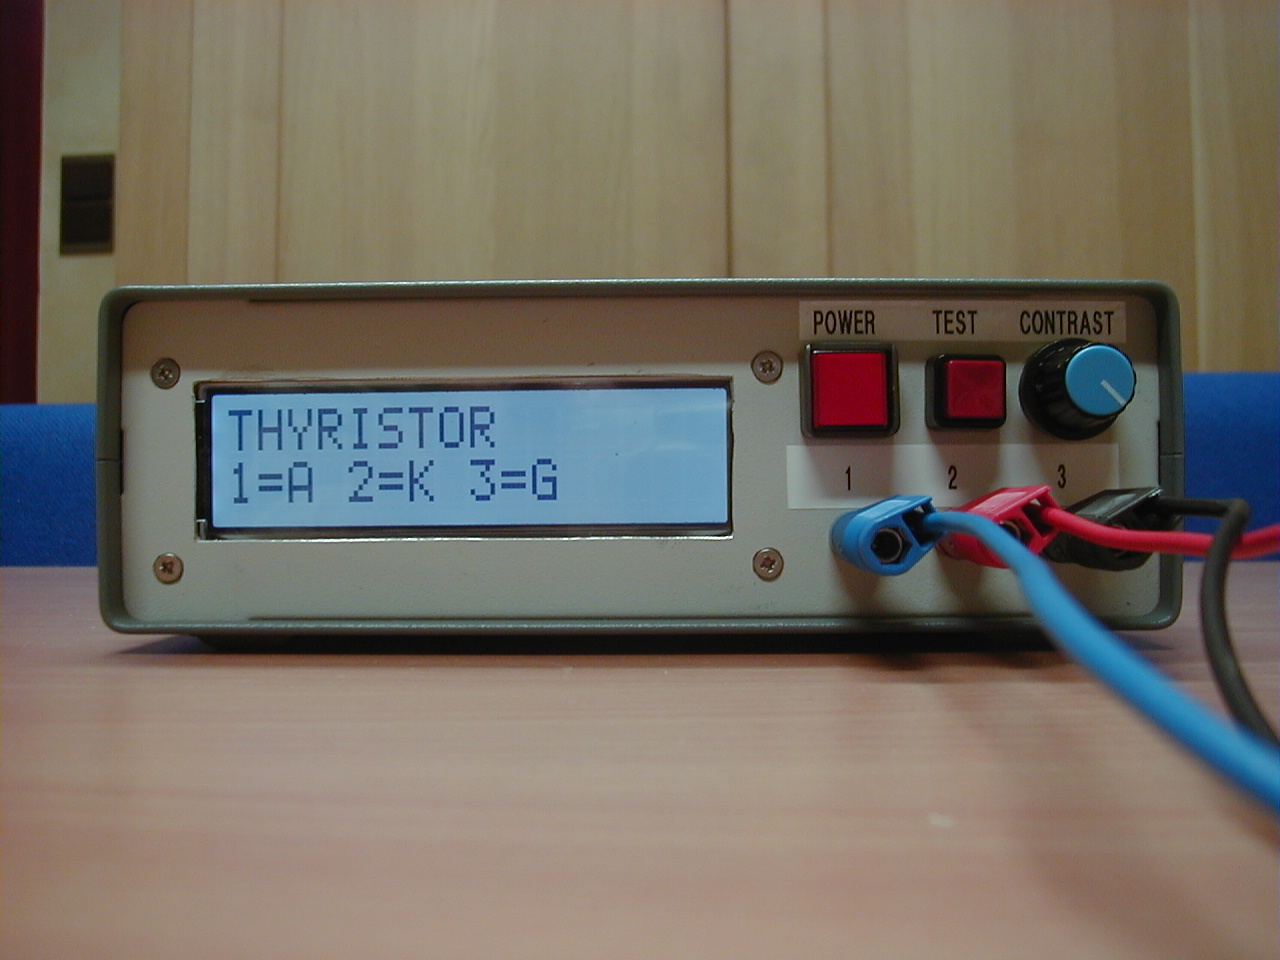 POWER TEST CONTRAST
THYRISTOR
1=A 2=K 3=G
1 2 3